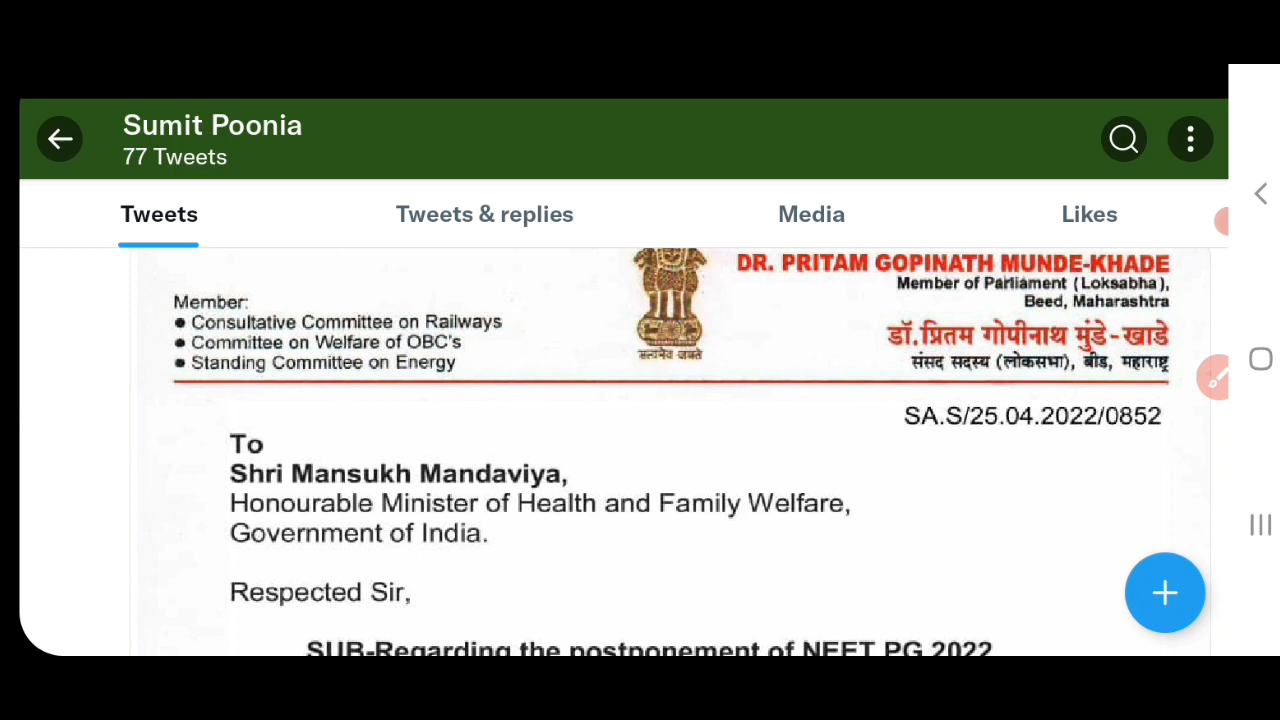 Sumit Poonia
77 Tweets
Tweets
Tweets & replies
Media
Likes
DR. PRITAM GOPINATH MUNDE-KHADE
Member of Parliament (Loksabha),
Beed, Maharashtra
डॉ.प्रितम गोपीनाथ मुंडे-खाडे
संसद सदस्य (लोकसभा), बीड, महाराष्ट्र
Member:
● Consultative Committee on Railways
● Committee on Welfare of OBC's
● Standing Committee on Energy
सत्यमेव जयते
SA.S/25.04.2022/0852
To
Shri Mansukh Mandaviya,
Honourable Minister of Health and Family Welfare,
Government of India.
Respected Sir,
SUB-Regarding the postponement of NEET PG 2022